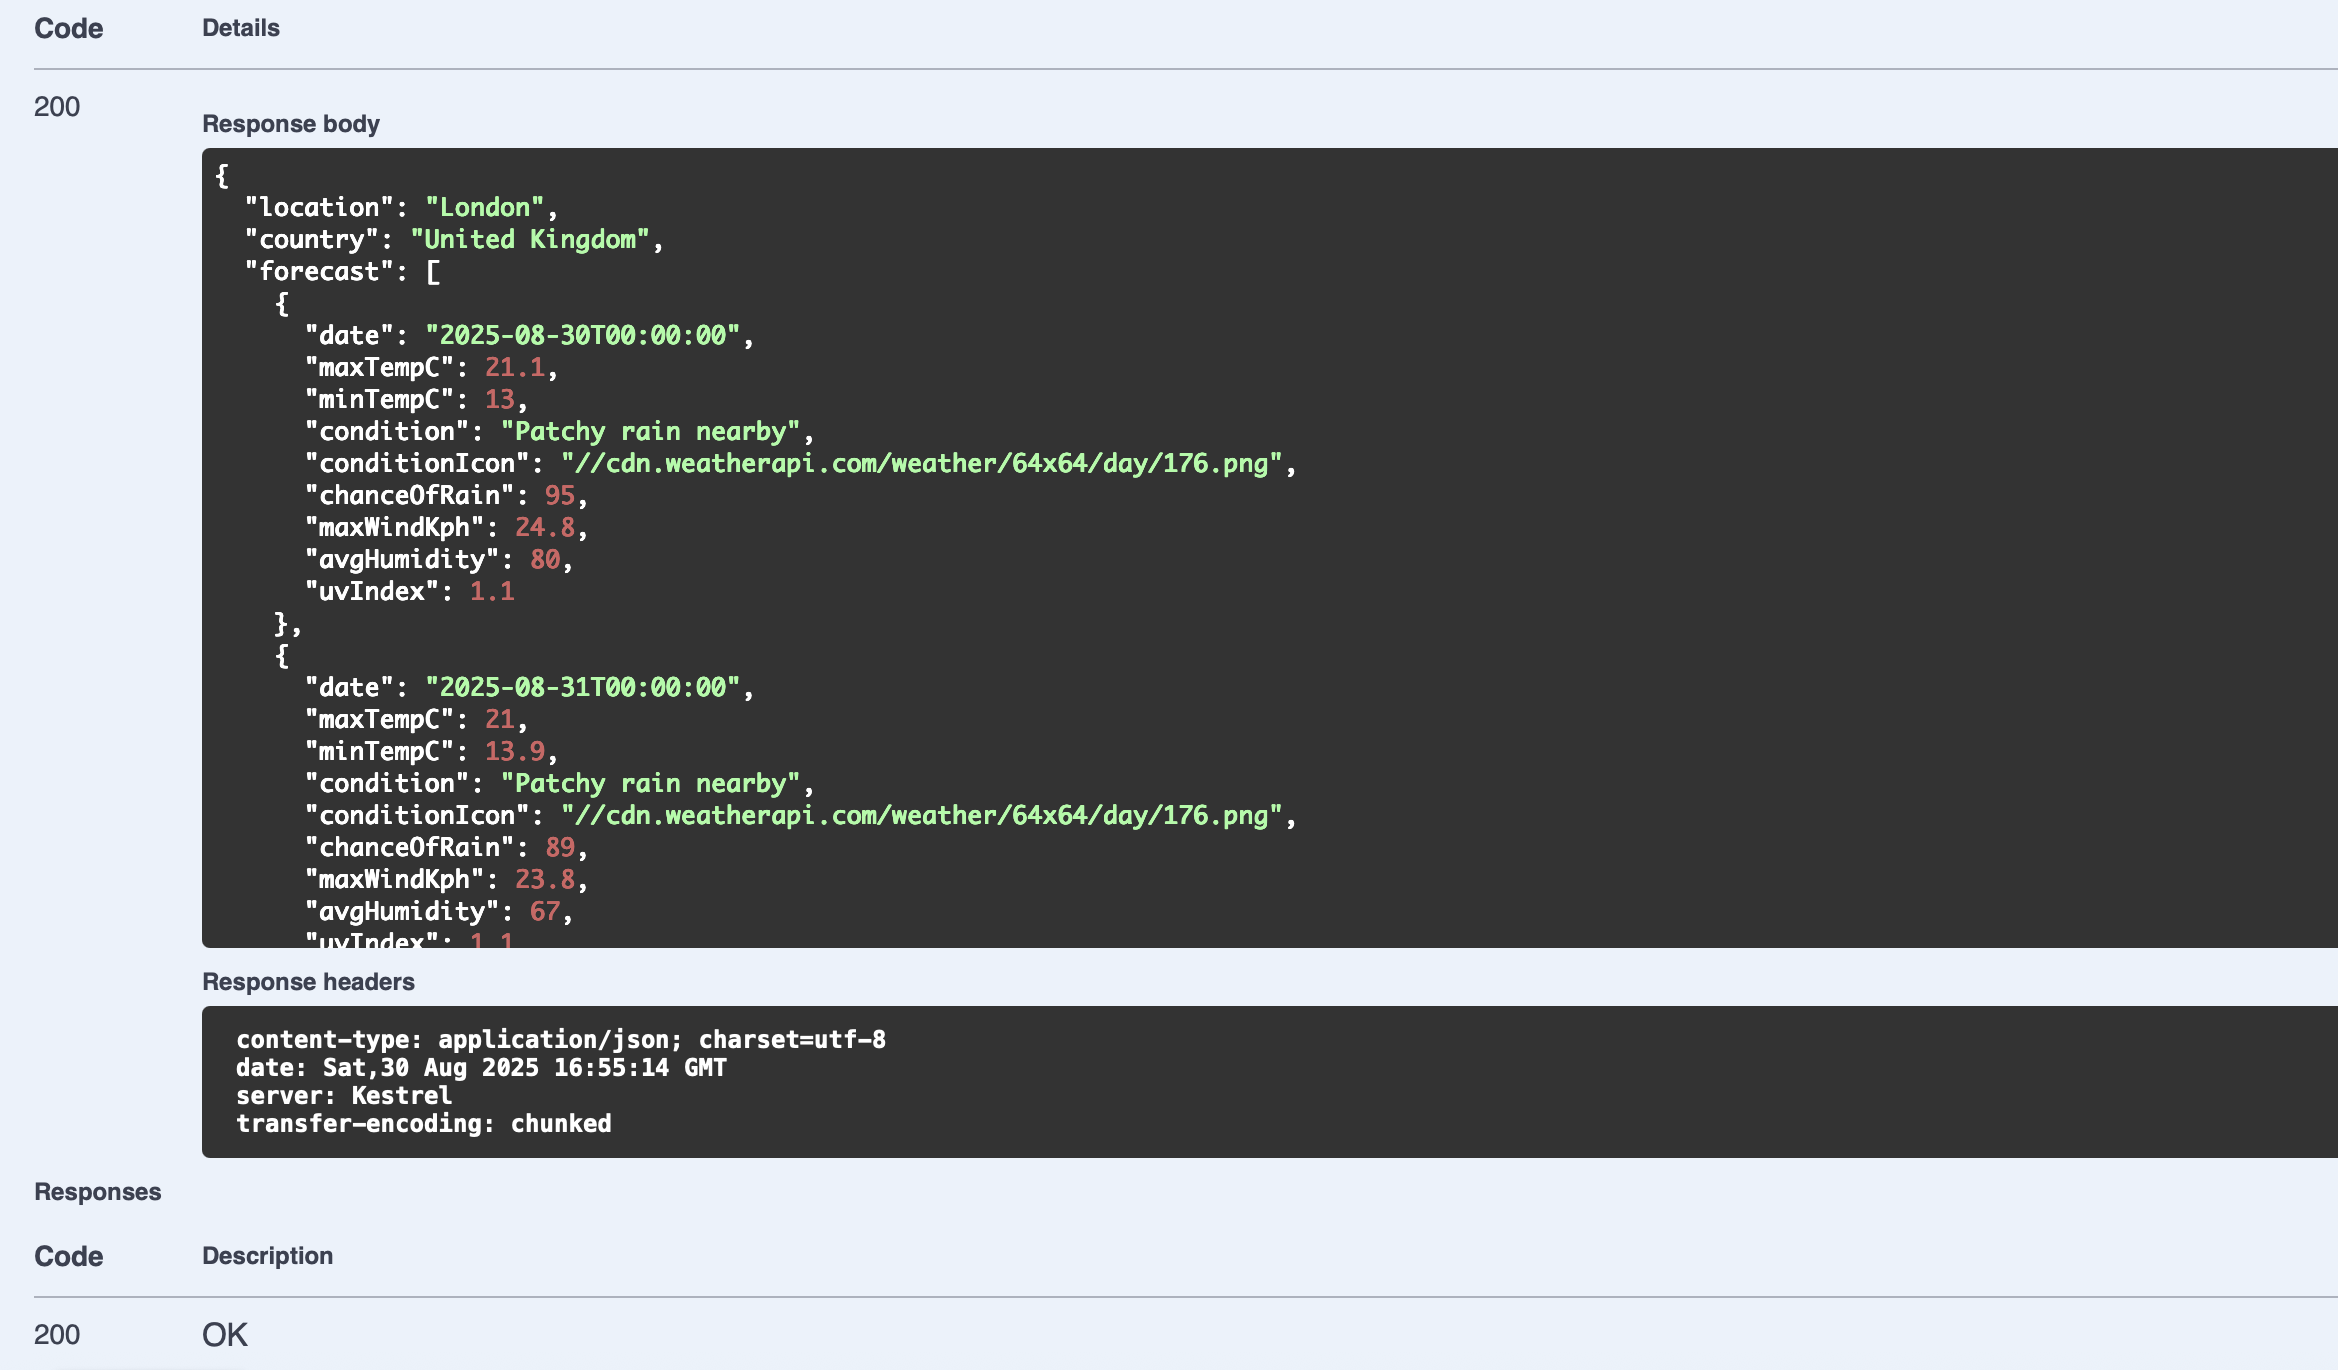 Code Details
200
Response body
{
"location": "London",
"country": "United Kingdom",
"forecast": [
{
"date": "2025-08-30T00:00:00",
"maxTempC": 21.1,
"minTempC": 13,
"condition": "Patchy rain nearby",
"conditionIcon": "//cdn.weatherapi.com/weather/64x64/day/176.png",
"chanceOfRain": 95,
"maxWindKph": 24.8,
"avgHumidity": 80,
"uvIndex": 1.1
},
{
"date": "2025-08-31T00:00:00",
"maxTempC": 21,
"minTempC": 13.9,
"condition": "Patchy rain nearby",
"conditionIcon": "//cdn.weatherapi.com/weather/64x64/day/176.png",
"chanceOfRain": 89,
"maxWindKph": 23.8,
"avgHumidity": 67,
"uvIndex": 1.1
Response headers
content-type: application/json; charset=utf-8
date: Sat,30 Aug 2025 16:55:14 GMT
server: Kestrel
transfer-encoding: chunked
Responses
Code Description
200 OK